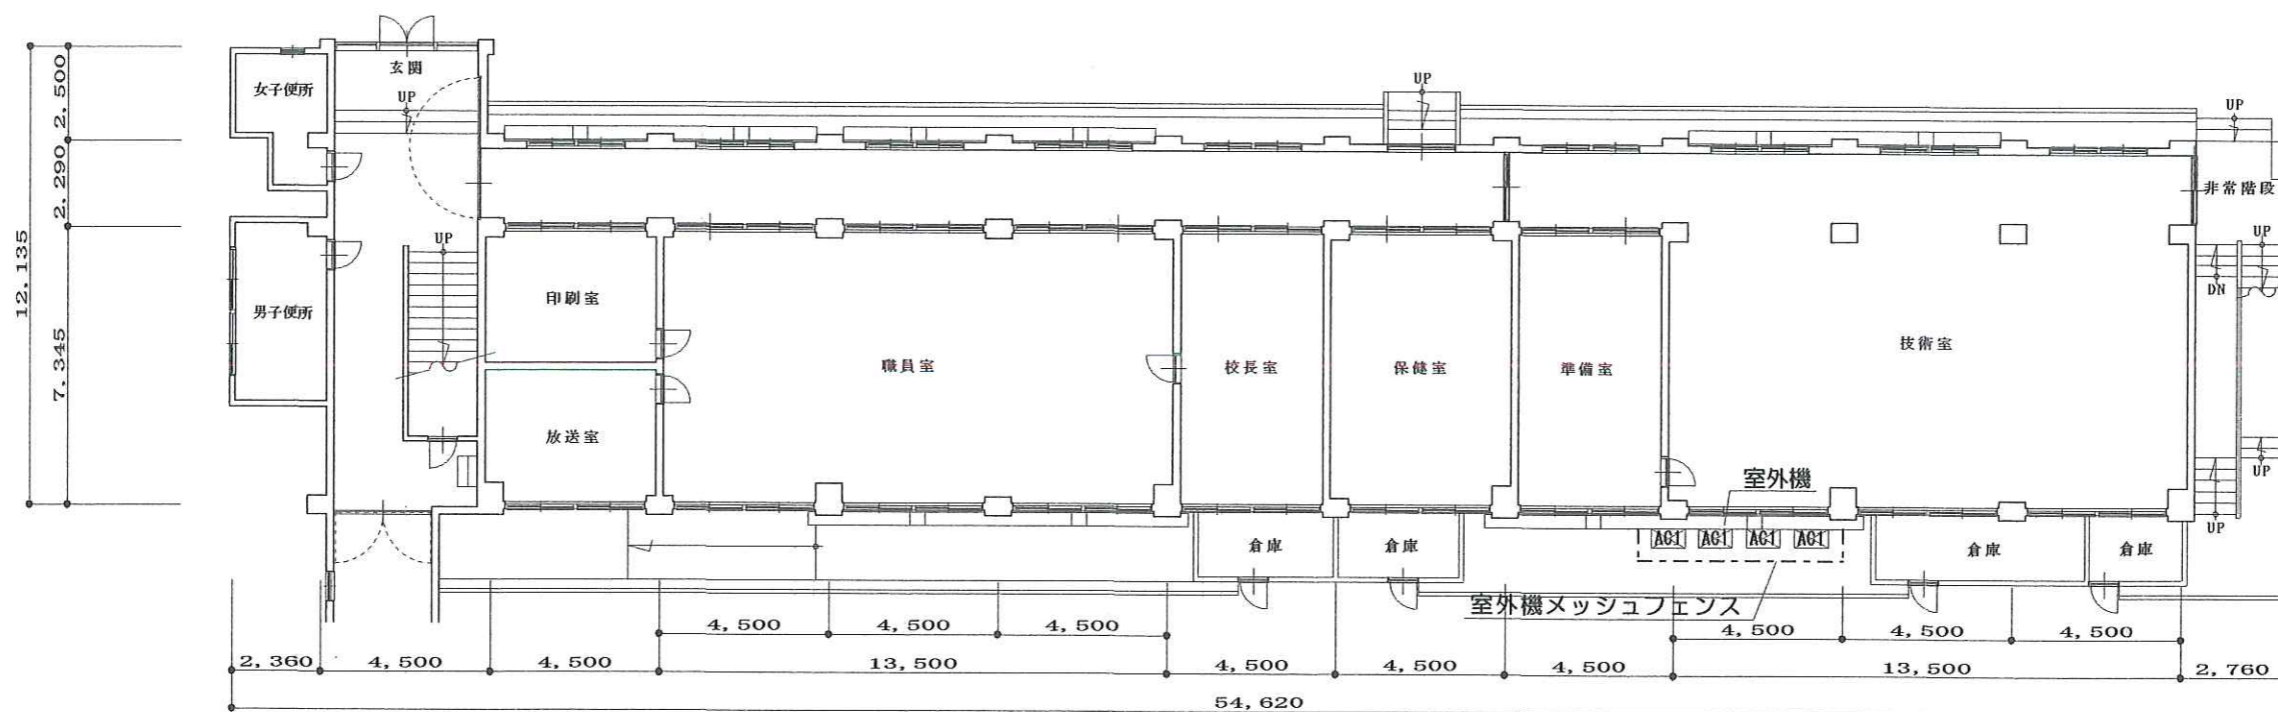 玄関
女子便所
UP
UP
UP
2,500
2,290
7,345
12,135
非常階段
UP
UP
DN
男子便所
印刷室
職員室
校長室
保健室
準備室
技術室
放送室
室外機
UP
UP
AC1 AC1 AC1 AC1
倉庫
倉庫
倉庫
倉庫
室外機メッシュフェンス
4,500 4,500 4,500
4,500 4,500 4,500
2,360 4,500 4,500 13,500 4,500 4,500 4,500 13,500 2,760
54,620
UP